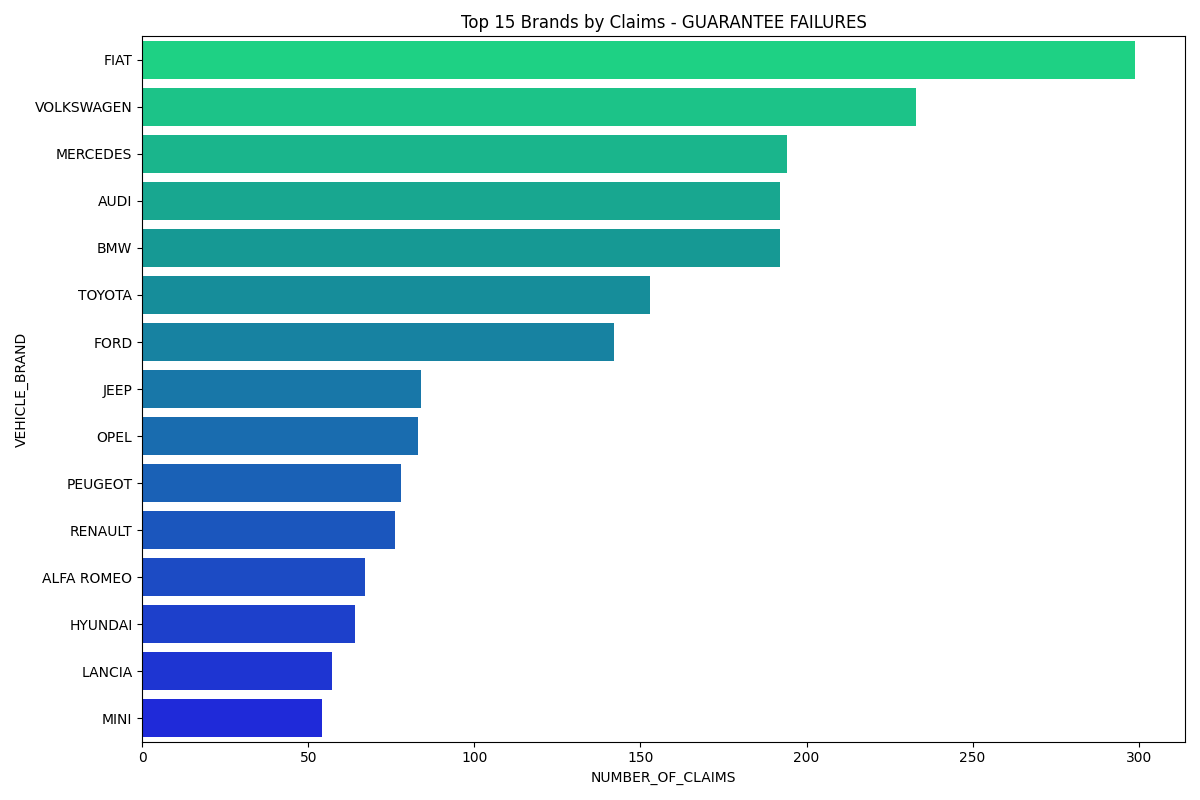 Top 15 Brands by Claims - GUARANTEE FAILURES
VEHICLE_BRAND
FIAT
VOLKSWAGEN
MERCEDES
AUDI
BMW
TOYOTA
FORD
JEEP
OPEL
PEUGEOT
RENAULT
ALFA ROMEO
HYUNDAI
LANCIA
MINI
0 50 100 150 200 250 300
NUMBER_OF_CLAIMS